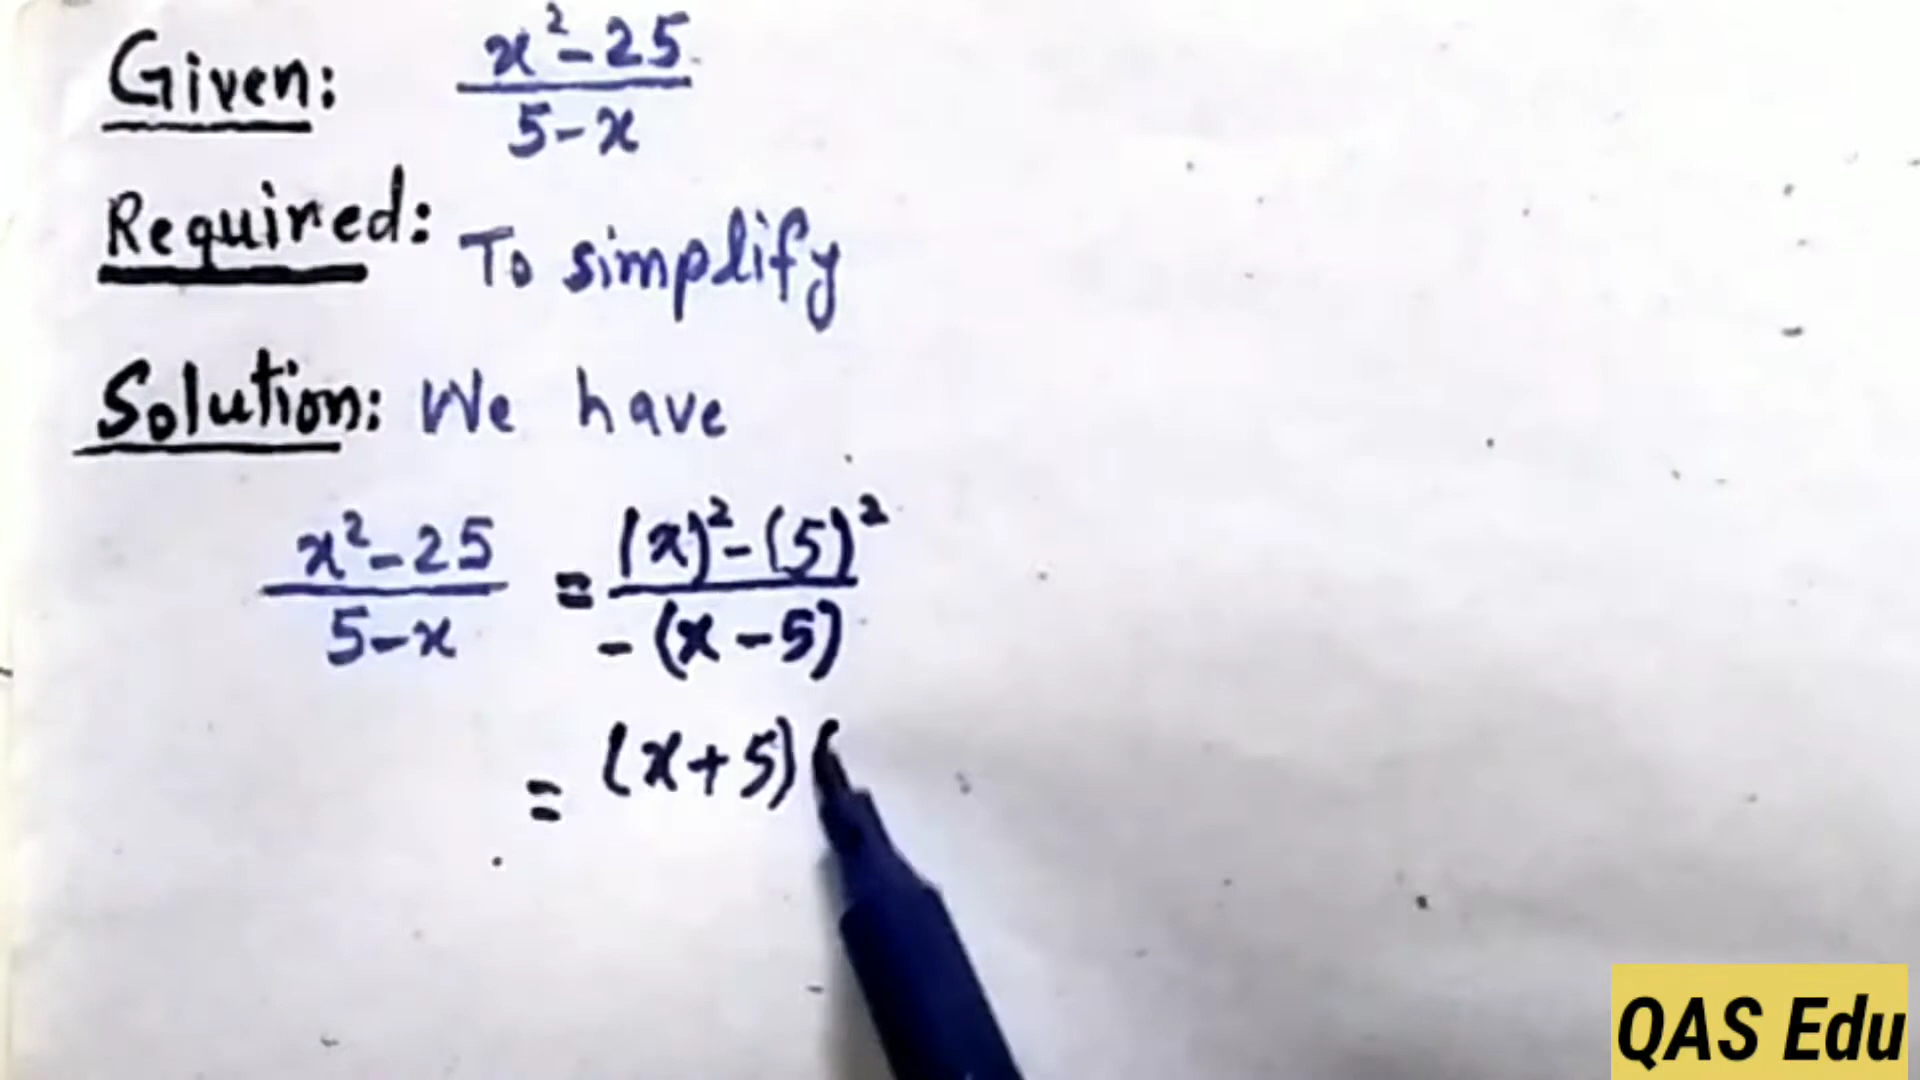 Given: x²-25 / 5-x
Required: To simplify
Solution: We have
x²-25 / 5-x = (x)²-(5)² / -(x-5)
= (x+5)(
QAS Edu